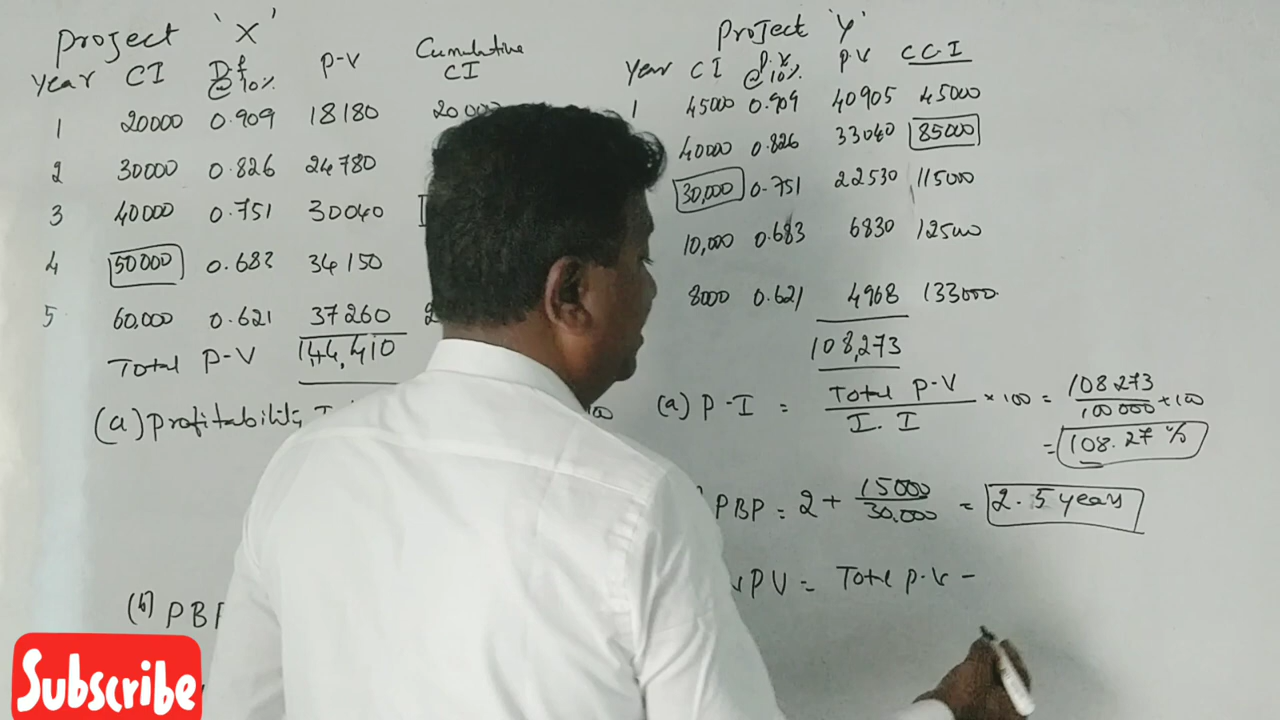 Project 'X'
Year CI Df @10% P-V Cumulative CI
1 20000 0.909 18180 20000
2 30000 0.826 24780
3 40000 0.751 30040
4 50000 0.683 34150
5 60,000 0.621 37260 2
Total P-V 144,410
(a) Profitability
100
(b) PBP
Project 'Y'
Year CI P.V @10% P.V CCI
1 45000 0.909 40905 45000
40000 0.826 33040 85000
30,000 0.751 22530 115000
10,000 0.683 6830 125000
8000 0.621 4968 133000
108,273
(a) P-I = Total P-V / I.I × 100 = 108273 / 100000 × 100
= 108.27%
PBP = 2 + 15000 / 30,000 = 2.5 years
PV = Total P.V -
Subscribe